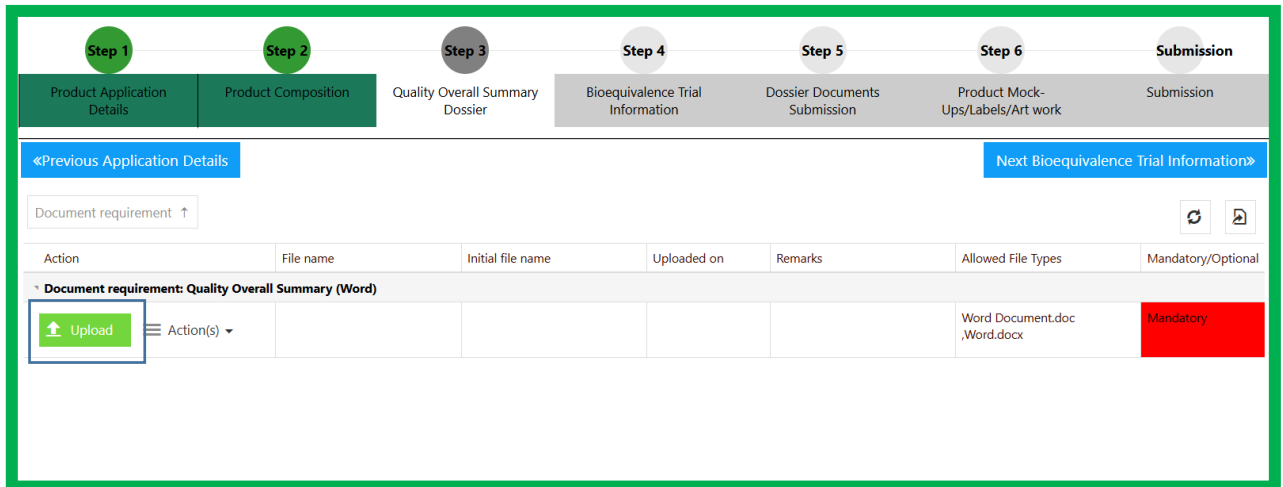 Step 1 Step 2 Step 3 Step 4 Step 5 Step 6 Submission
Product Application Details
Product Composition
Quality Overall Summary Dossier
Bioequivalence Trial Information
Dossier Documents Submission
Product Mock-Ups/Labels/Art work
Submission
«Previous Application Details
Next Bioequivalence Trial Information»
Document requirement ↑
Action File name Initial file name Uploaded on Remarks Allowed File Types Mandatory/Optional
Document requirement: Quality Overall Summary (Word)
Upload Action(s)
Word Document.doc
,Word.docx
Mandatory